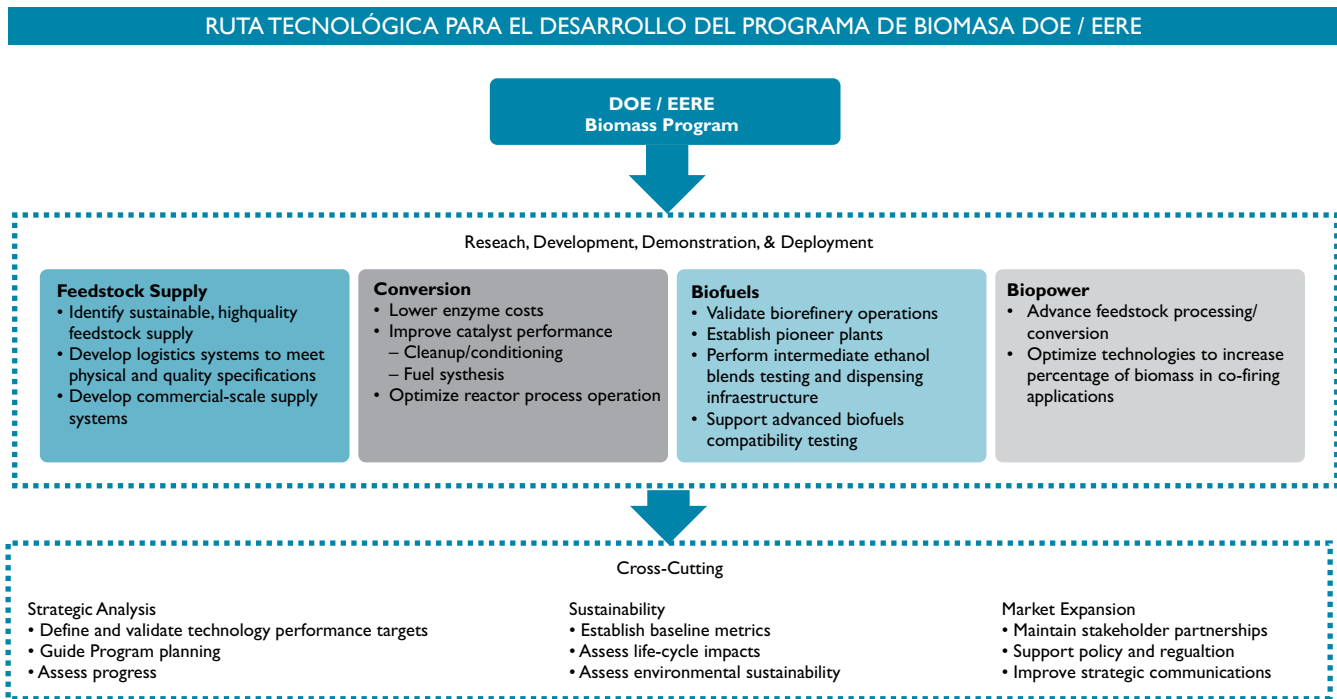 RUTA TECNOLÓGICA PARA EL DESARROLLO DEL PROGRAMA DE BIOMASA DOE / EERE
DOE / EERE
Biomass Program
Reseach, Development, Demonstration, & Deployment
Feedstock Supply
• Identify sustainable, highquality
feedstock supply
• Develop logistics systems to meet
physical and quality specifications
• Develop commercial-scale supply
systems
Conversion
• Lower enzyme costs
• Improve catalyst performance
– Cleanup/conditioning
– Fuel systhesis
• Optimize reactor process operation
Biofuels
• Validate biorefinery operations
• Establish pioneer plants
• Perform intermediate ethanol
blends testing and dispensing
infraestructure
• Support advanced biofuels
compatibility testing
Biopower
• Advance feedstock processing/
conversion
• Optimize technologies to increase
percentage of biomass in co-firing
applications
Cross-Cutting
Strategic Analysis
• Define and validate technology performance targets
• Guide Program planning
• Assess progress
Sustainability
• Establish baseline metrics
• Assess life-cycle impacts
• Assess environmental sustainability
Market Expansion
• Maintain stakeholder partnerships
• Support policy and regualtion
• Improve strategic communications